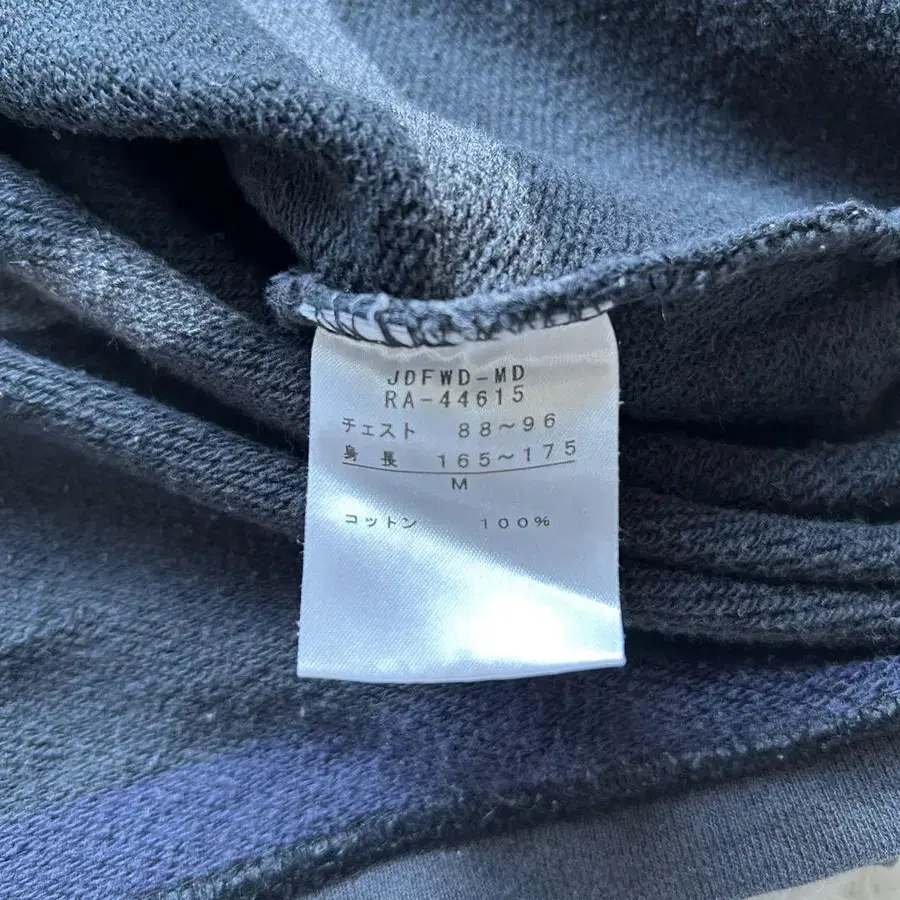 JDFWD-MD
RA-44615
チェスト 88～96
身長 165～175
M
コットン 100%